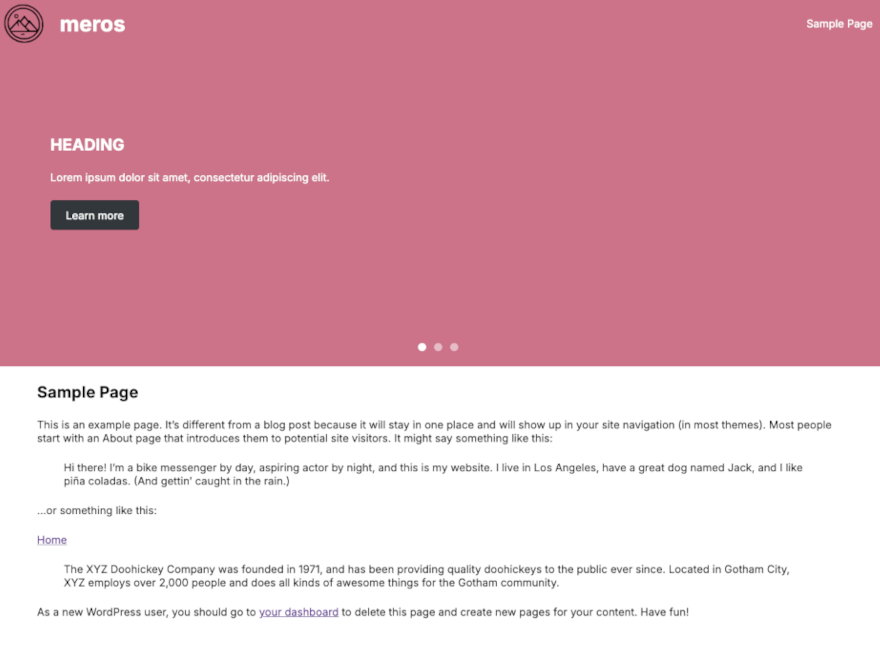 meros
Sample Page
HEADING
Lorem ipsum dolor sit amet, consectetur adipiscing elit.
Learn more
Sample Page
This is an example page. It’s different from a blog post because it will stay in one place and will show up in your site navigation (in most themes). Most people
start with an About page that introduces them to potential site visitors. It might say something like this:
Hi there! I’m a bike messenger by day, aspiring actor by night, and this is my website. I live in Los Angeles, have a great dog named Jack, and I like
piña coladas. (And gettin’ caught in the rain.)
…or something like this:
Home
The XYZ Doohickey Company was founded in 1971, and has been providing quality doohickeys to the public ever since. Located in Gotham City,
XYZ employs over 2,000 people and does all kinds of awesome things for the Gotham community.
As a new WordPress user, you should go to your dashboard to delete this page and create new pages for your content. Have fun!